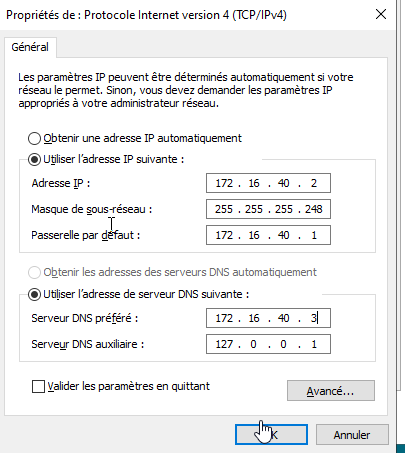 Propriétés de : Protocole Internet version 4 (TCP/IPv4)
Général
Les paramètres IP peuvent être déterminés automatiquement si votre
réseau le permet. Sinon, vous devez demander les paramètres IP
appropriés à votre administrateur réseau.
Obtenir une adresse IP automatiquement
Utiliser l'adresse IP suivante :
Adresse IP : 172 . 16 . 40 . 2
Masque de sous-réseau : 255 . 255 . 255 . 248
Passerelle par défaut : 172 . 16 . 40 . 1
Obtenir les adresses des serveurs DNS automatiquement
Utiliser l'adresse de serveur DNS suivante :
Serveur DNS préféré : 172 . 16 . 40 . 3
Serveur DNS auxiliaire : 127 . 0 . 0 . 1
Valider les paramètres en quittant
Avancé...
OK Annuler